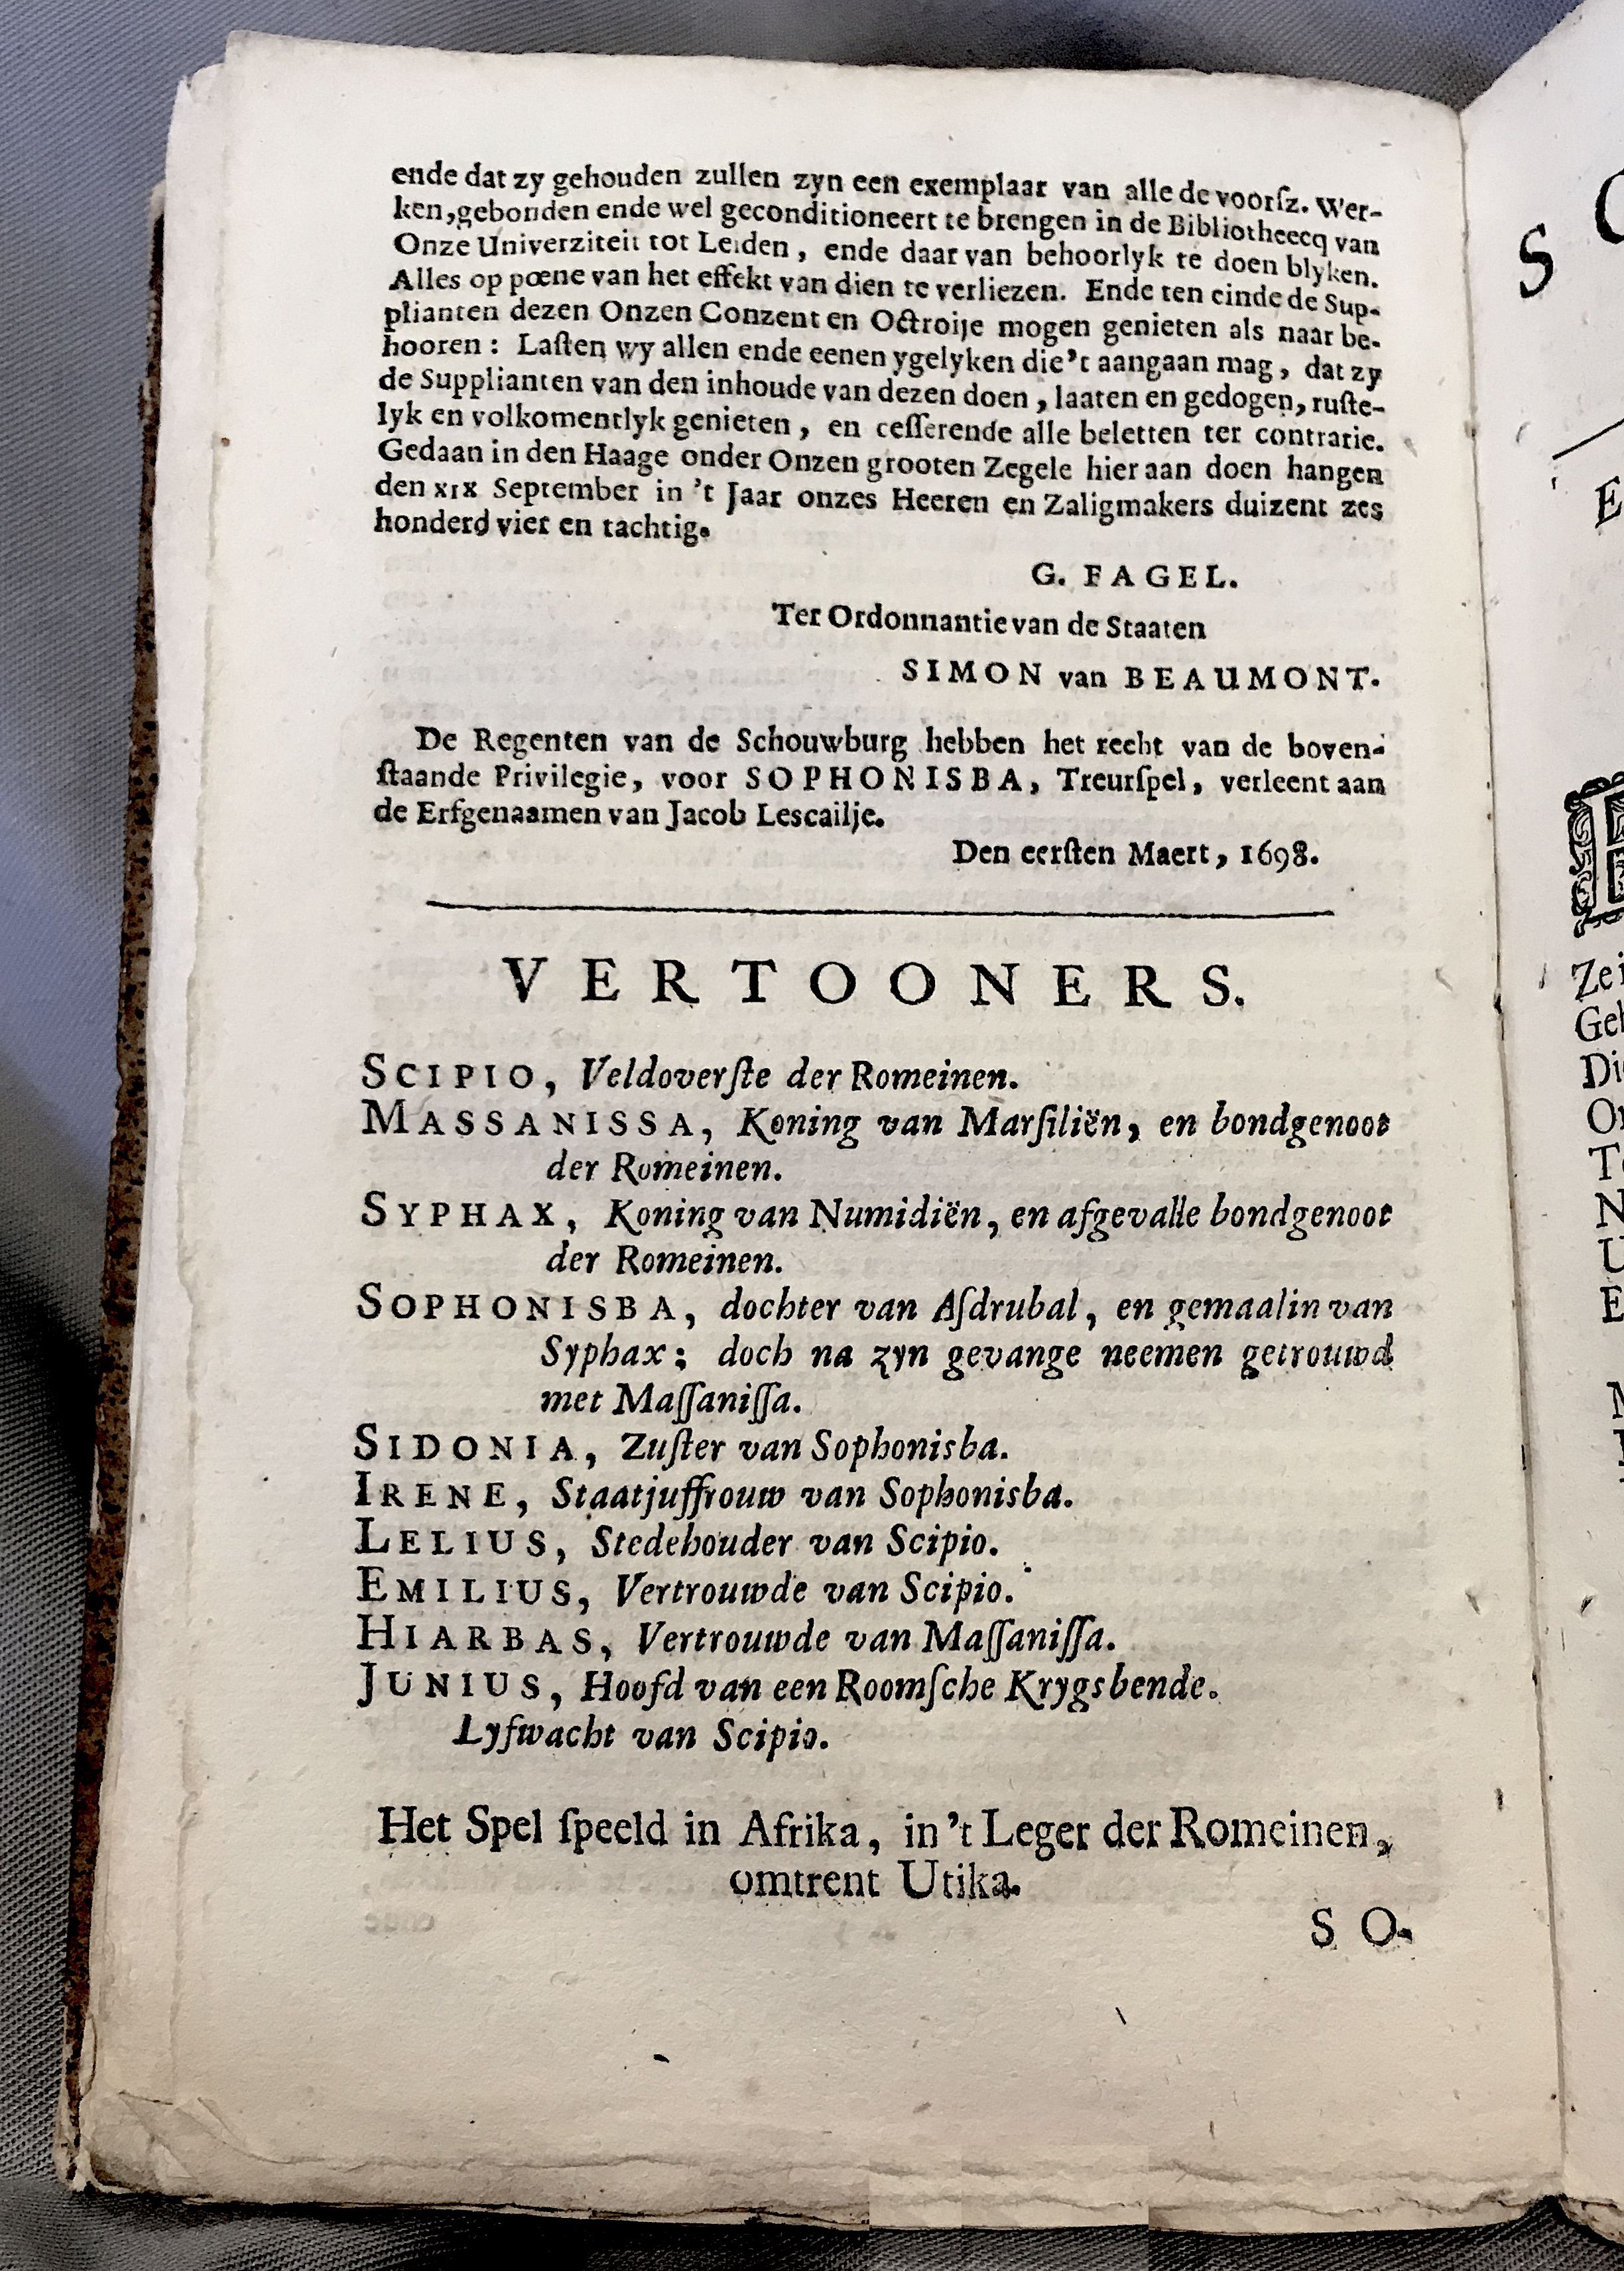 ende dat zy gehouden zullen zyn een exemplaar van alle de voorſz. Wer-
ken, gebonden ende wel geconditioneert te brengen in de Bibliotheecq van
Onze Univerziteit tot Leiden, ende daar van behoorlyk te doen blyken.
Alles op pœne van het effekt van dien te verliezen. Ende ten einde de Sup-
plianten dezen Onzen Conzent en Octroije mogen genieten als naar be-
hooren: Laſten wy allen ende eenen ygelyken die 't aangaan mag, dat zy
de Supplianten van den inhoude van dezen doen, laaten en gedogen, ruſte-
lyk en volkomentlyk genieten, en ceſſerende alle beletten ter contrarie.
Gedaan in den Haage onder Onzen grooten Zegele hier aan doen hangen
den XIX September in 't Jaar onzes Heeren en Zaligmakers duizent zes
honderd vier en tachtig.
G. FAGEL.
Ter Ordonnantie van de Staaten
SIMON van BEAUMONT.
De Regenten van de Schouwburg hebben het recht van de boven-
ſtaande Privilegie, voor SOPHONISBA, Treurſpel, verleent aan
de Erfgenaamen van Jacob Lescailje.
Den eerſten Maert, 1698.
VERTOONERS.
SCIPIO, Veldoverſte der Romeinen.
MASSANISSA, Koning van Marſiliën, en bondgenoot
der Romeinen.
SYPHAX, Koning van Numidiën, en afgevalle bondgenoot
der Romeinen.
SOPHONISBA, dochter van Aſdrubal, en gemaalin van
Syphax; doch na zyn gevange neemen getrouwd
met Maſſaniſſa.
SIDONIA, Zuſter van Sophonisba.
IRENE, Staatjuffrouw van Sophonisba.
LELIUS, Stedehouder van Scipio.
EMILIUS, Vertrouwde van Scipio.
HIARBAS, Vertrouwde van Maſſaniſſa.
JUNIUS, Hoofd van een Roomſche Krygsbende.
Lyfwacht van Scipio.
Het Spel ſpeeld in Afrika, in 't Leger der Romeinen,
omtrent Utika.
SO-